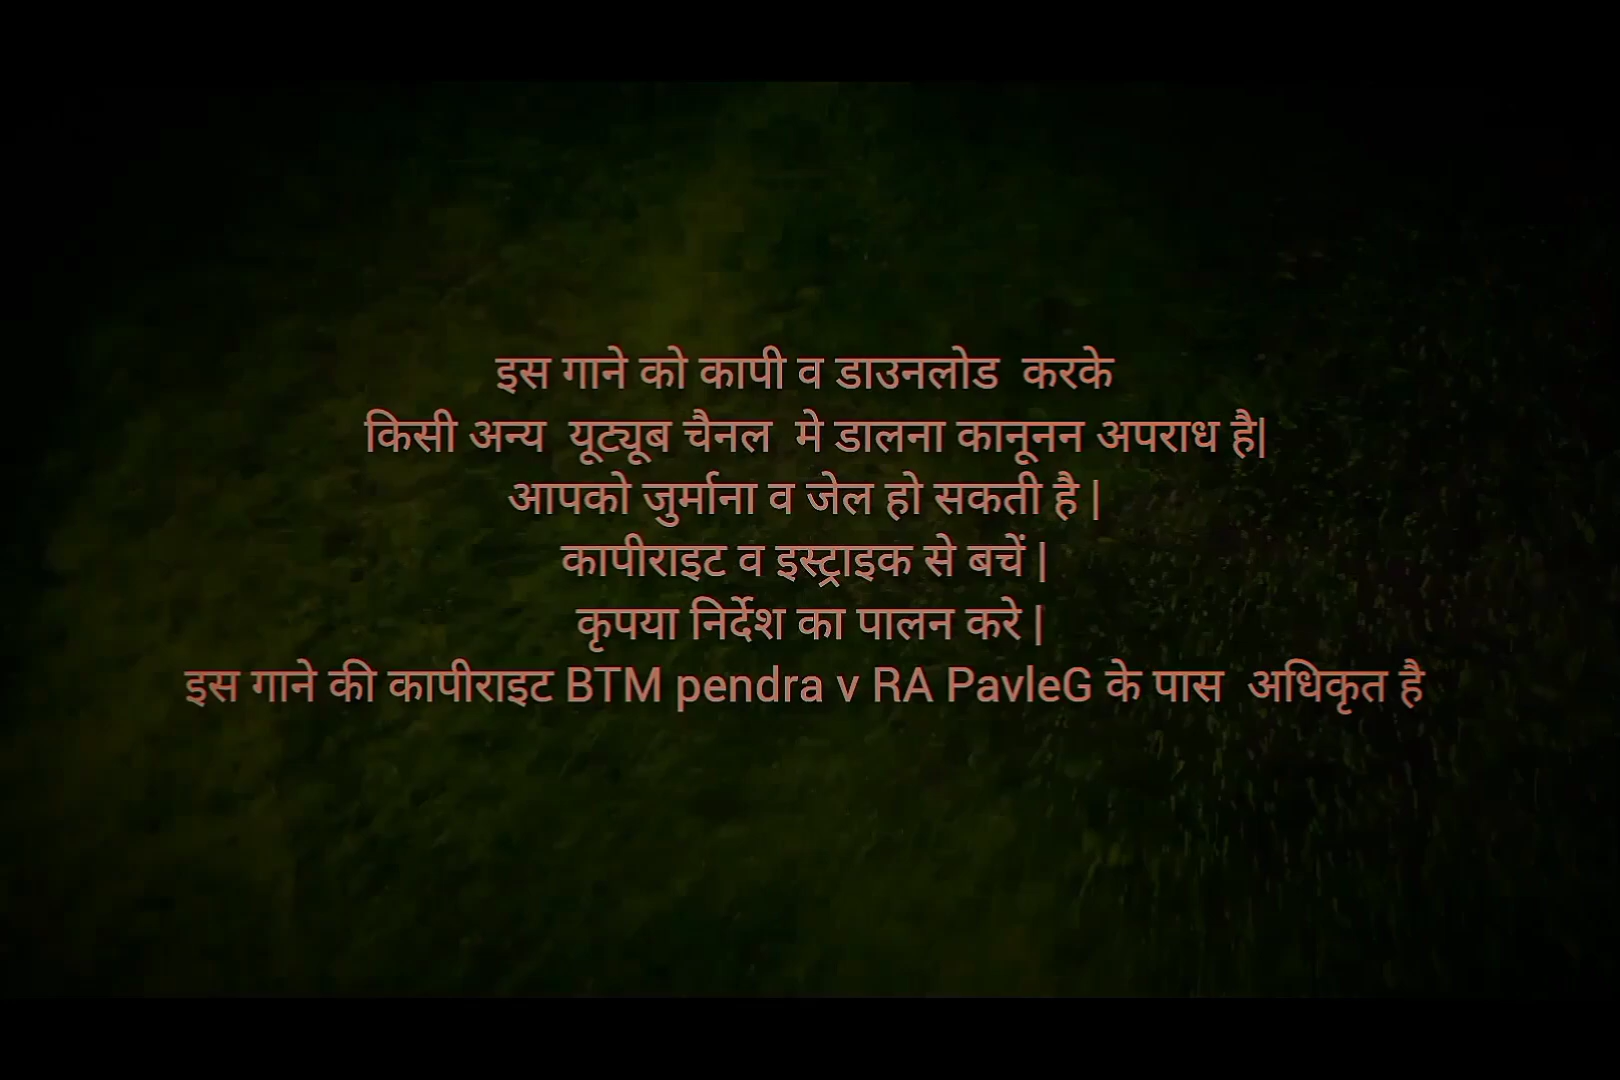 इस गाने को कापी व डाउनलोड करके
किसी अन्य यूट्यूब चैनल मे डालना कानूनन अपराध है|
आपको जुर्माना व जेल हो सकती है |
कापीराइट व इस्ट्राइक से बचें |
कृपया निर्देश का पालन करे |
इस गाने की कापीराइट BTM pendra v RA PavleG के पास अधिकृत है